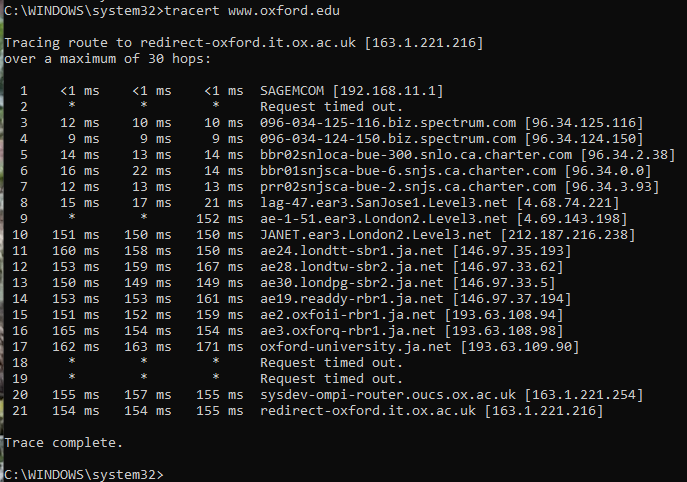 C:\WINDOWS\system32>tracert www.oxford.edu
Tracing route to redirect-oxford.it.ox.ac.uk [163.1.221.216]
over a maximum of 30 hops:
1 <1 ms <1 ms <1 ms SAGEMCOM [192.168.11.1]
2 * * * Request timed out.
3 12 ms 10 ms 10 ms 096-034-125-116.biz.spectrum.com [96.34.125.116]
4 9 ms 9 ms 9 ms 096-034-124-150.biz.spectrum.com [96.34.124.150]
5 14 ms 13 ms 14 ms bbr02snloca-bue-300.snlo.ca.charter.com [96.34.2.38]
6 16 ms 22 ms 14 ms bbr01snjsca-bue-6.snjs.ca.charter.com [96.34.0.0]
7 12 ms 13 ms 13 ms prr02snjsca-bue-2.snjs.ca.charter.com [96.34.3.93]
8 15 ms 17 ms 21 ms lag-47.ear3.SanJose1.Level3.net [4.68.74.221]
9 * * 152 ms ae-1-51.ear3.London2.Level3.net [4.69.143.198]
10 151 ms 150 ms 150 ms JANET.ear3.London2.Level3.net [212.187.216.238]
11 160 ms 158 ms 150 ms ae24.londtt-sbr1.ja.net [146.97.35.193]
12 153 ms 159 ms 167 ms ae28.londtw-sbr2.ja.net [146.97.33.62]
13 150 ms 149 ms 149 ms ae30.londpg-sbr2.ja.net [146.97.33.5]
14 153 ms 153 ms 161 ms ae19.readdy-rbr1.ja.net [146.97.37.194]
15 151 ms 152 ms 159 ms ae2.oxfoii-rbr1.ja.net [193.63.108.94]
16 165 ms 154 ms 154 ms ae3.oxforq-rbr1.ja.net [193.63.108.98]
17 162 ms 163 ms 171 ms oxford-university.ja.net [193.63.109.90]
18 * * * Request timed out.
19 * * * Request timed out.
20 155 ms 157 ms 155 ms sysdev-ompi-router.oucs.ox.ac.uk [163.1.221.254]
21 154 ms 154 ms 155 ms redirect-oxford.it.ox.ac.uk [163.1.221.216]
Trace complete.
C:\WINDOWS\system32>